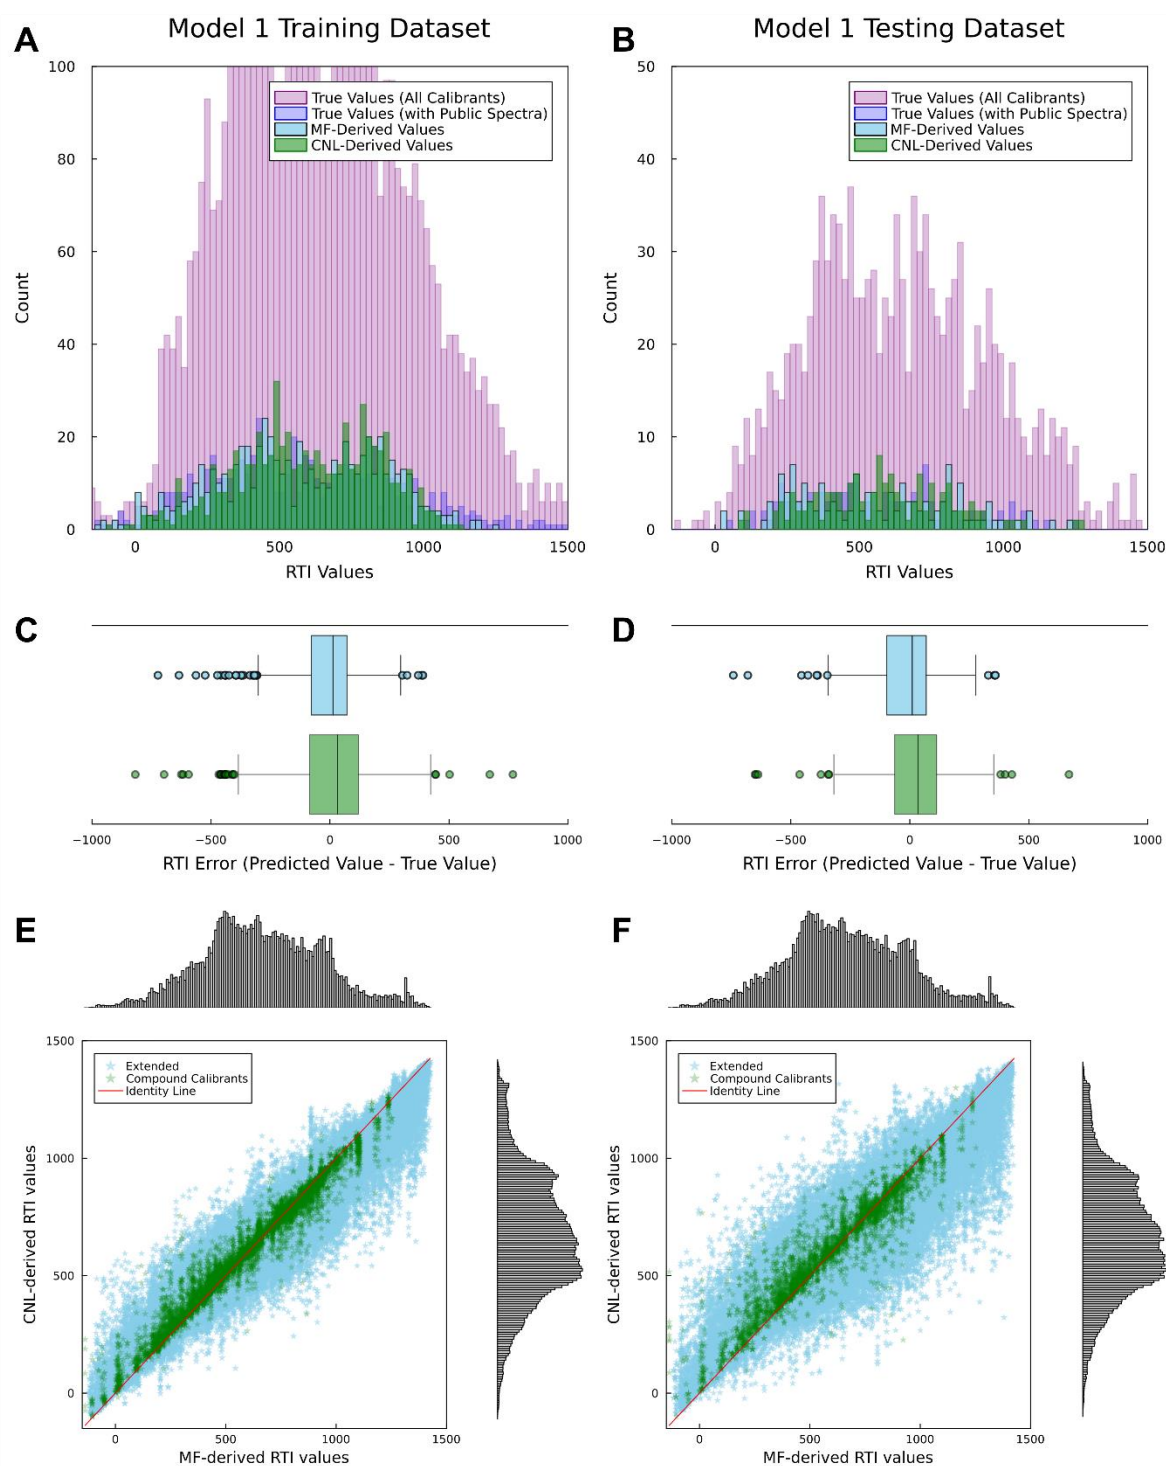 A
Model 1 Training Dataset
100
80
60
40
20
0
Count
True Values (All Calibrants)
True Values (with Public Spectra)
MF-Derived Values
CNL-Derived Values
0
500
1000
1500
RTI Values
B
Model 1 Testing Dataset
50
40
30
20
10
0
Count
True Values (All Calibrants)
True Values (with Public Spectra)
MF-Derived Values
CNL-Derived Values
0
500
1000
1500
RTI Values
C
−1000
−500
0
500
1000
RTI Error (Predicted Value - True Value)
D
−1000
−500
0
500
1000
RTI Error (Predicted Value - True Value)
E
1500
1000
500
0
CNL-derived RTI values
Extended
Compound Calibrants
Identity Line
0
500
1000
1500
MF-derived RTI values
F
1500
1000
500
0
CNL-derived RTI values
Extended
Compound Calibrants
Identity Line
0
500
1000
1500
MF-derived RTI values